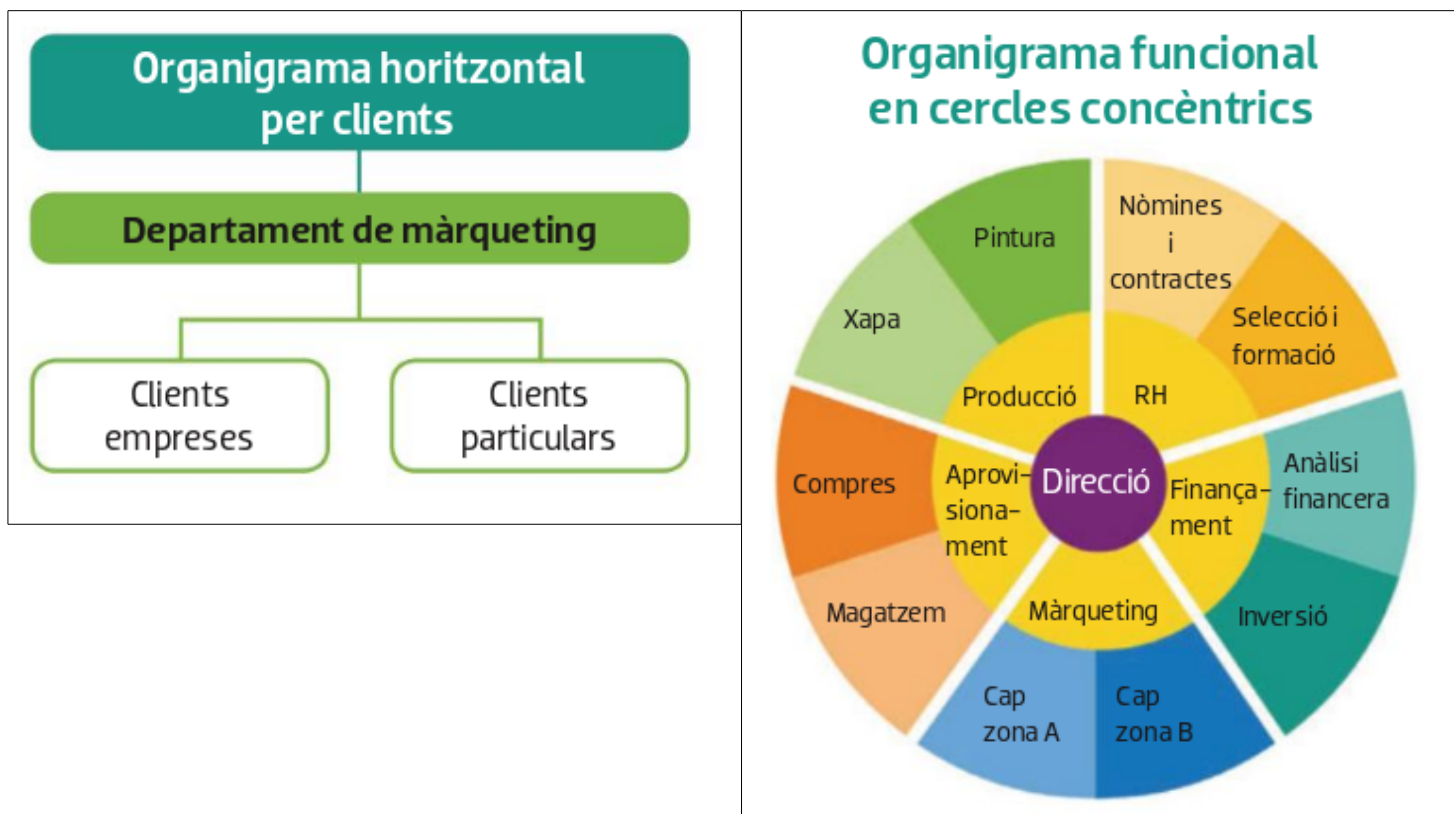 Organigrama horitzontal
per clients
Departament de màrqueting
Clients
empreses
Clients
particulars
Organigrama funcional
en cercles concèntrics
Pintura
Nòmines
i
contractes
Xapa
Selecció i
formació
Producció
RH
Compres
Aprovi-
siona-
ment
Direcció
Finança-
ment
Anàlisi
financera
Magatzem
Màrqueting
Inversió
Cap
zona A
Cap
zona B